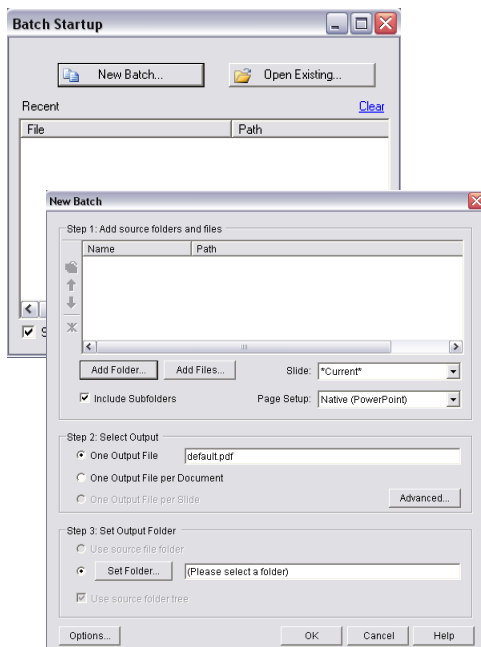 Batch Startup
New Batch... Open Existing...
Recent Clear
File Path
New Batch
Step 1: Add source folders and files
Name Path
Add Folder... Add Files... Slide: *Current*
Include Subfolders Page Setup: Native (PowerPoint)
Step 2: Select Output
One Output File default.pdf
One Output File per Document
One Output File per Slide Advanced...
Step 3: Set Output Folder
Use source file folder
Set Folder... (Please select a folder)
Use source folder tree
Options... OK Cancel Help